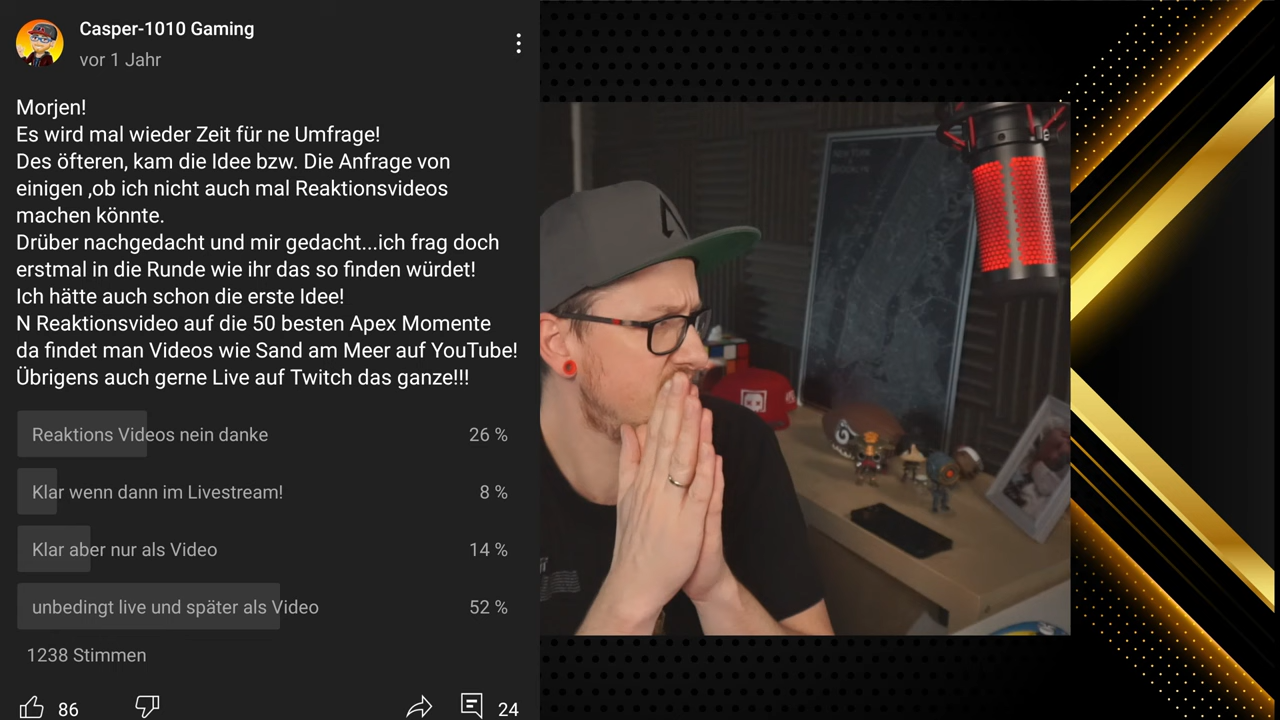 Casper-1010 Gaming
vor 1 Jahr
Morjen!
Es wird mal wieder Zeit für ne Umfrage!
Des öfteren, kam die Idee bzw. Die Anfrage von
einigen ,ob ich nicht auch mal Reaktionsvideos
machen könnte.
Drüber nachgedacht und mir gedacht...ich frag doch
erstmal in die Runde wie ihr das so finden würdet!
Ich hätte auch schon die erste Idee!
N Reaktionsvideo auf die 50 besten Apex Momente
da findet man Videos wie Sand am Meer auf YouTube!
Übrigens auch gerne Live auf Twitch das ganze!!!
Reaktions Videos nein danke 26 %
Klar wenn dann im Livestream! 8 %
Klar aber nur als Video 14 %
unbedingt live und später als Video 52 %
1238 Stimmen
86 24
NEW YORK
BROOKLYN